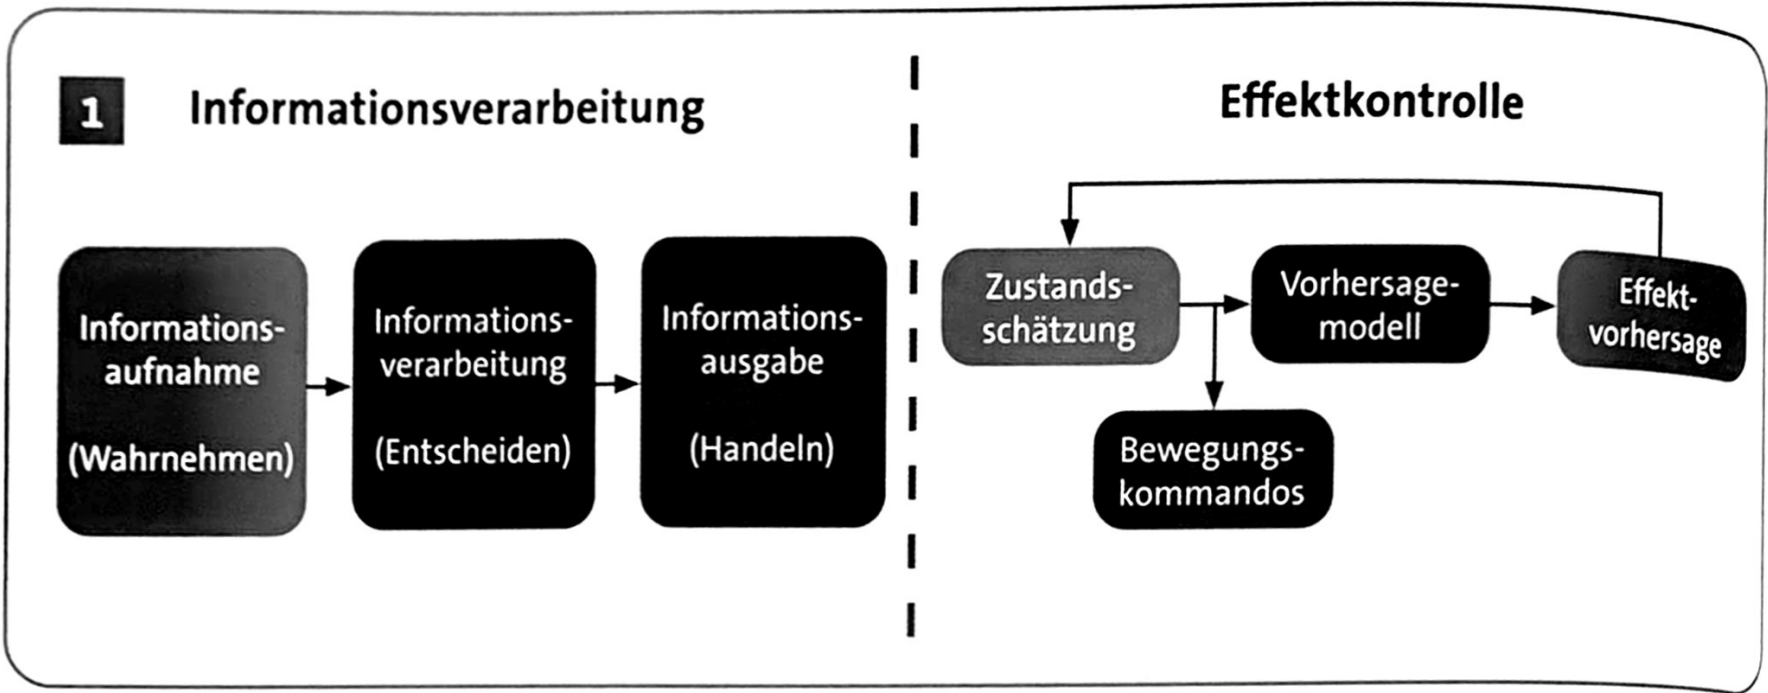 1 Informationsverarbeitung
Informations-
aufnahme
(Wahrnehmen)
Informations-
verarbeitung
(Entscheiden)
Informations-
ausgabe
(Handeln)
Effektkontrolle
Zustands-
schätzung
Vorhersage-
modell
Effekt-
vorhersage
Bewegungs-
kommandos